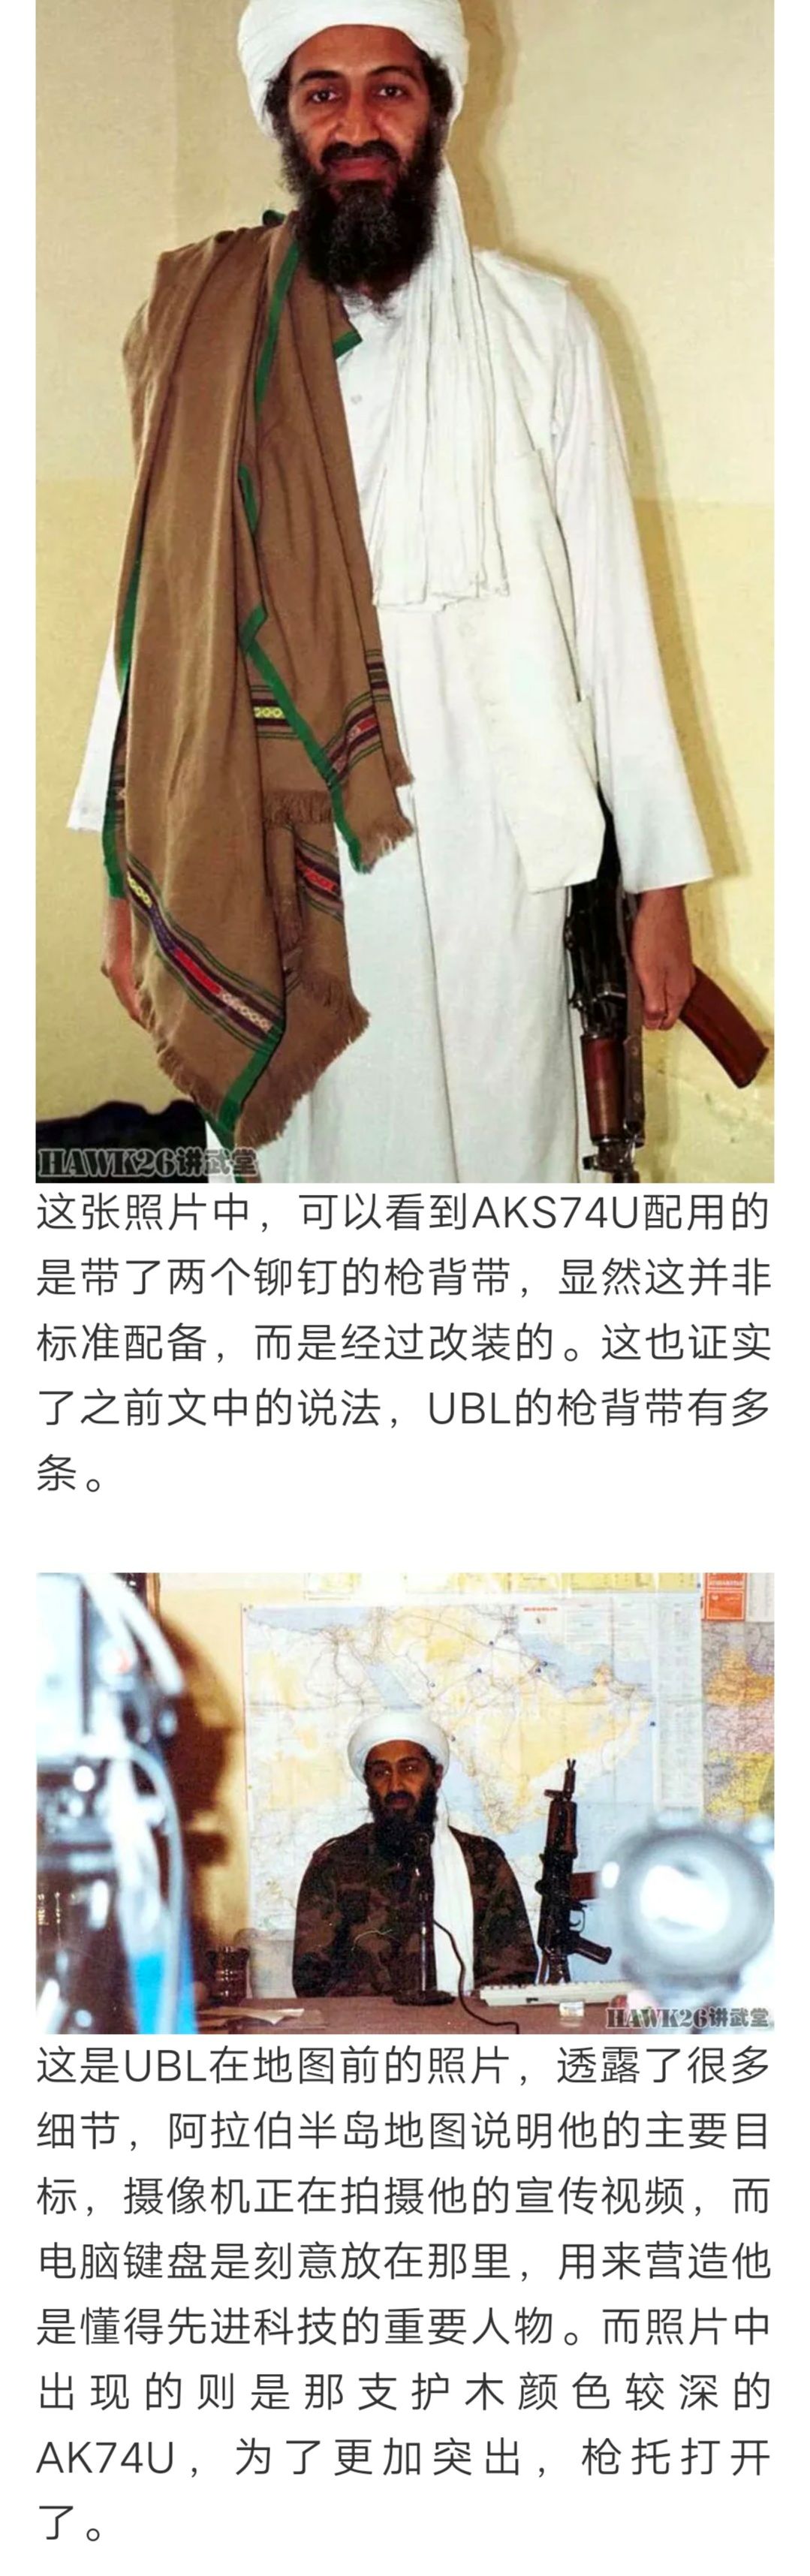 HAWK26讲武堂
这张照片中，可以看到AKS74U配用的
是带了两个铆钉的枪背带，显然这并非
标准配备，而是经过改装的。这也证实
了之前文中的说法，UBL的枪背带有多
条。
HAWK26讲武堂
这是UBL在地图前的照片，透露了很多
细节，阿拉伯半岛地图说明他的主要目
标，摄像机正在拍摄他的宣传视频，而
电脑键盘是刻意放在那里，用来营造他
是懂得先进科技的重要人物。而照片中
出现的则是那支护木颜色较深的
AK74U，为了更加突出，枪托打开
了。